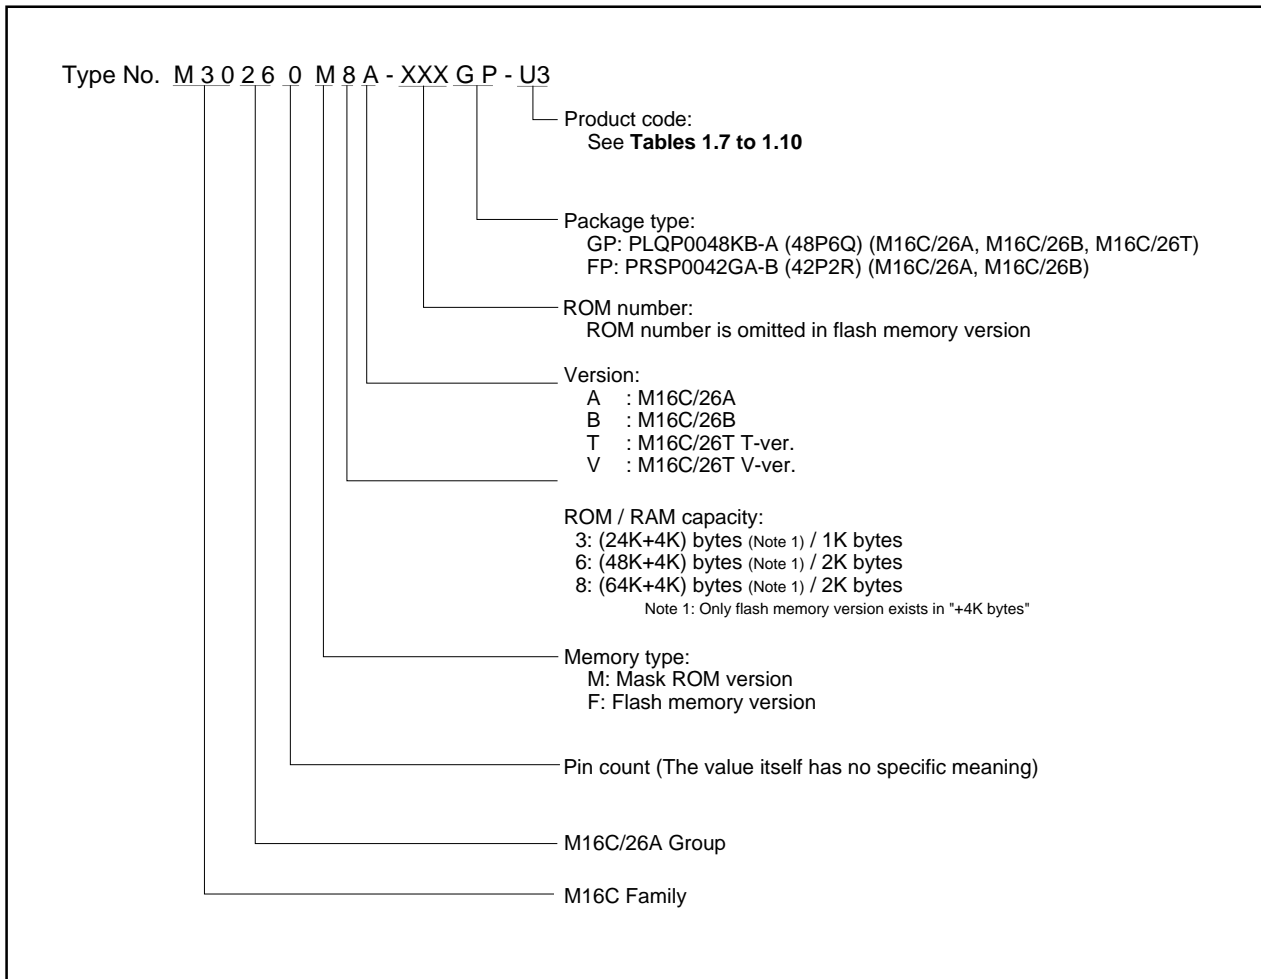 Type No. M 3 0 2 6 0 M 8 A - XXX G P - U3
Product code:
See Tables 1.7 to 1.10
Package type:
GP: PLQP0048KB-A (48P6Q) (M16C/26A, M16C/26B, M16C/26T)
FP: PRSP0042GA-B (42P2R) (M16C/26A, M16C/26B)
ROM number:
ROM number is omitted in flash memory version
Version:
A : M16C/26A
B : M16C/26B
T : M16C/26T T-ver.
V : M16C/26T V-ver.
ROM / RAM capacity:
3: (24K+4K) bytes (Note 1) / 1K bytes
6: (48K+4K) bytes (Note 1) / 2K bytes
8: (64K+4K) bytes (Note 1) / 2K bytes
Note 1: Only flash memory version exists in "+4K bytes"
Memory type:
M: Mask ROM version
F: Flash memory version
Pin count (The value itself has no specific meaning)
M16C/26A Group
M16C Family